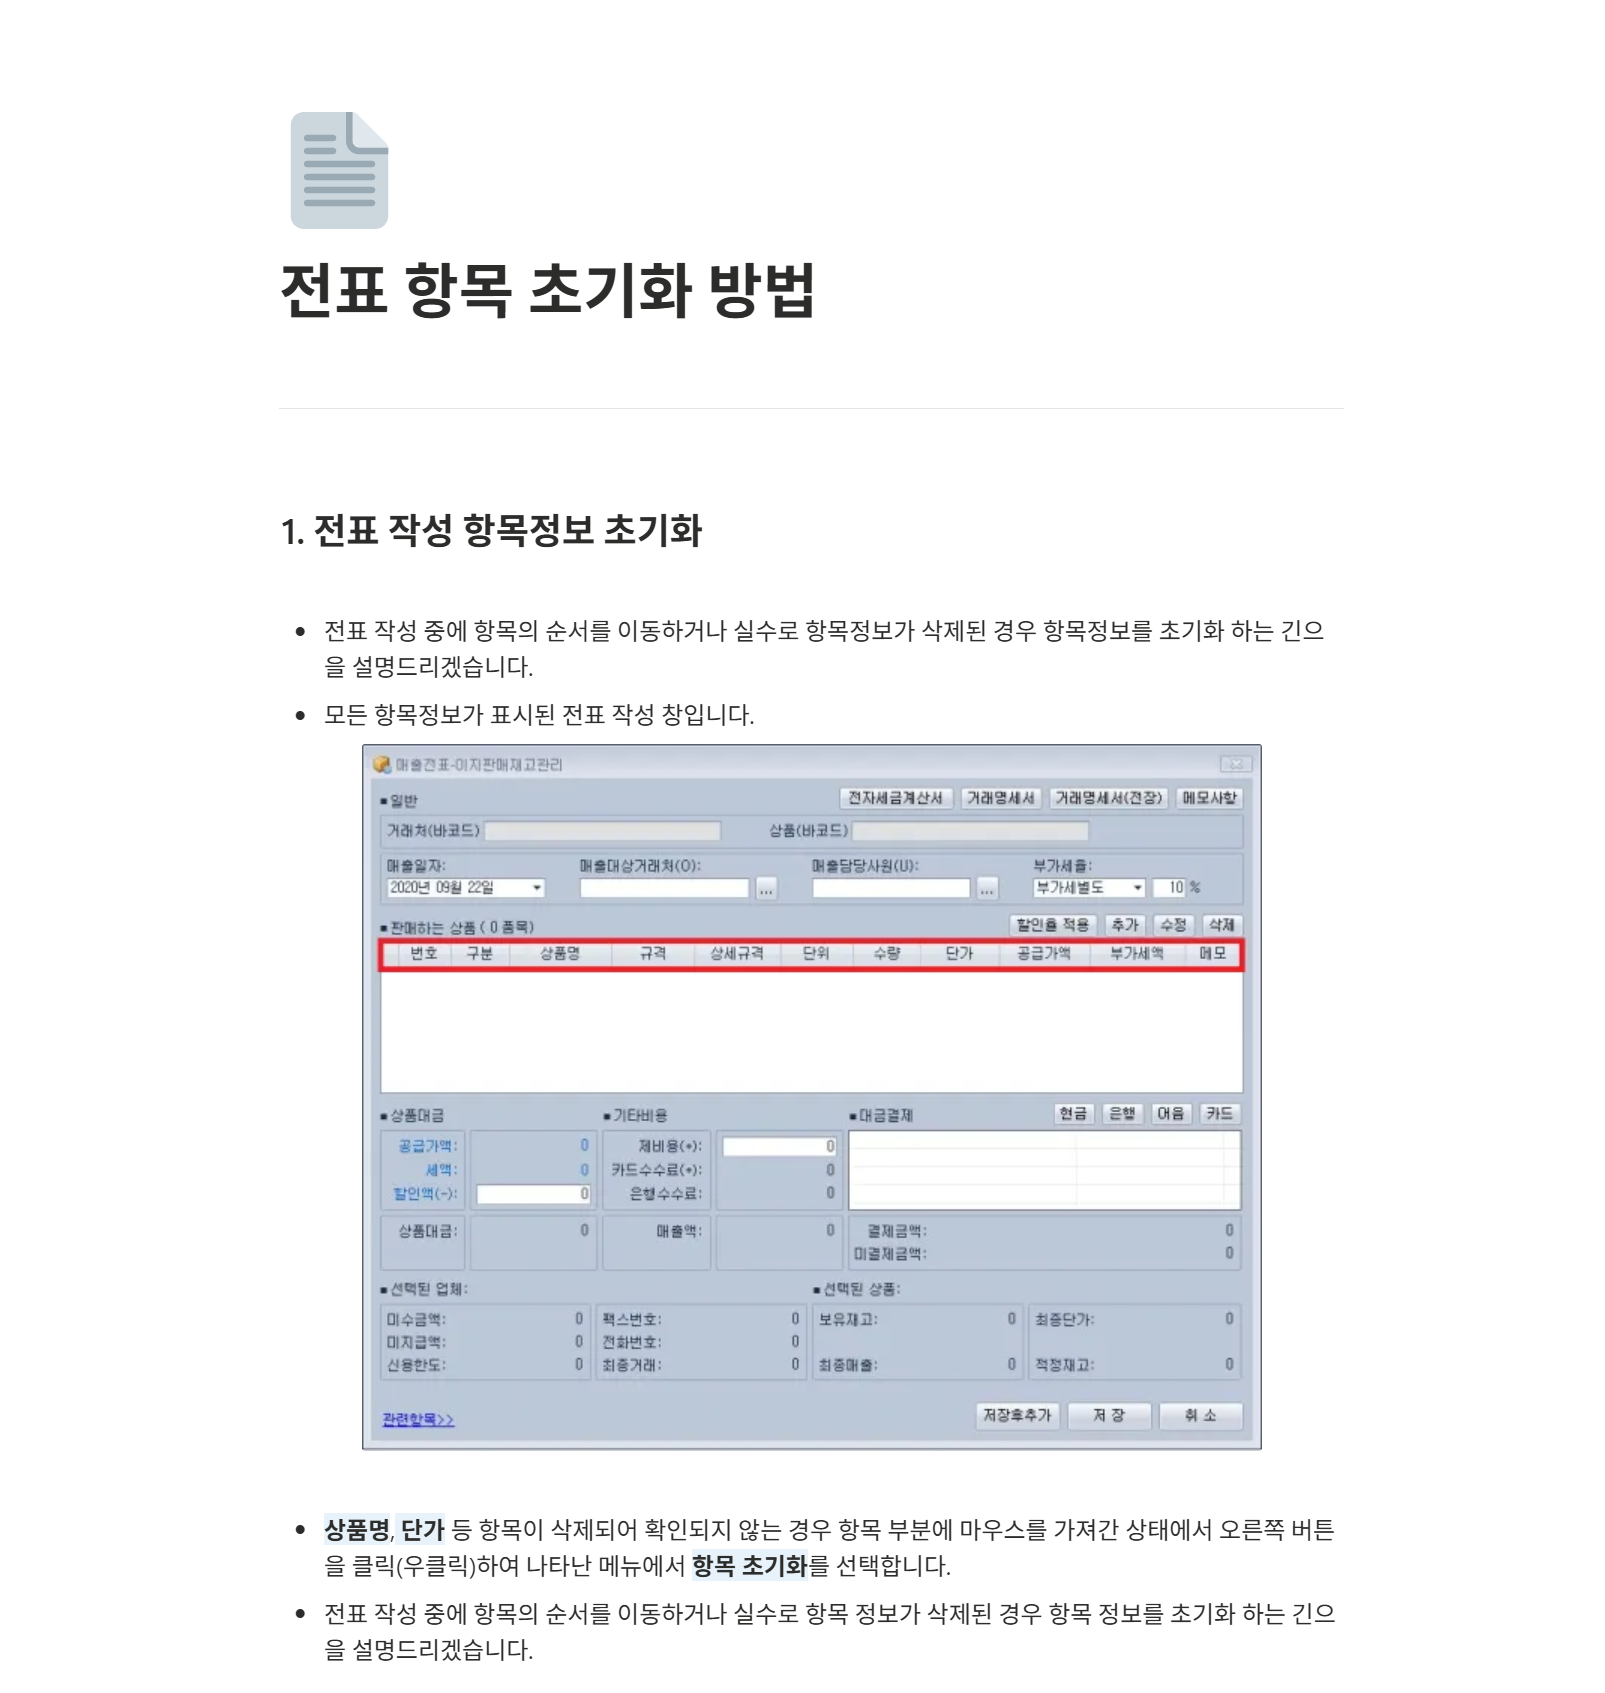 전표 항목 초기화 방법
1. 전표 작성 항목정보 초기화
• 전표 작성 중에 항목의 순서를 이동하거나 실수로 항목정보가 삭제된 경우 항목정보를 초기화 하는 긴으
을 설명드리겠습니다.
• 모든 항목정보가 표시된 전표 작성 창입니다.
매출전표-이지판매재고관리
■ 일반 전자세금계산서 거래명세서 거래명세서(전장) 메모사항
거래처(바코드) 상품(바코드)
매출일자: 매출대상거래처(O): 매출담당사원(U): 부가세율:
2020년 09월 22일 ... ... 부가세별도 10 %
■ 판매하는 상품 ( 0 품목) 할인율 적용 추가 수정 삭제
번호 구분 상품명 규격 상세규격 단위 수량 단가 공급가액 부가세액 메모
■ 상품대금 ■ 기타비용 ■ 대금결제 현금 은행 어음 카드
공급가액: 0 제비용(+): 0
세액: 0 카드수수료(+): 0
할인액(-): 0 은행수수료: 0
상품대금: 0 매출액: 0 결제금액: 0
미결제금액: 0
■ 선택된 업체: ■ 선택된 상품:
미수금액: 0 팩스번호: 0 보유재고: 0 최종단가: 0
미지급액: 0 전화번호: 0
신용한도: 0 최종거래: 0 최종매출: 0 적정재고: 0
관련항목>> 저장후추가 저 장 취 소
• 상품명, 단가 등 항목이 삭제되어 확인되지 않는 경우 항목 부분에 마우스를 가져간 상태에서 오른쪽 버튼
을 클릭(우클릭)하여 나타난 메뉴에서 항목 초기화를 선택합니다.
• 전표 작성 중에 항목의 순서를 이동하거나 실수로 항목 정보가 삭제된 경우 항목 정보를 초기화 하는 긴으
을 설명드리겠습니다.